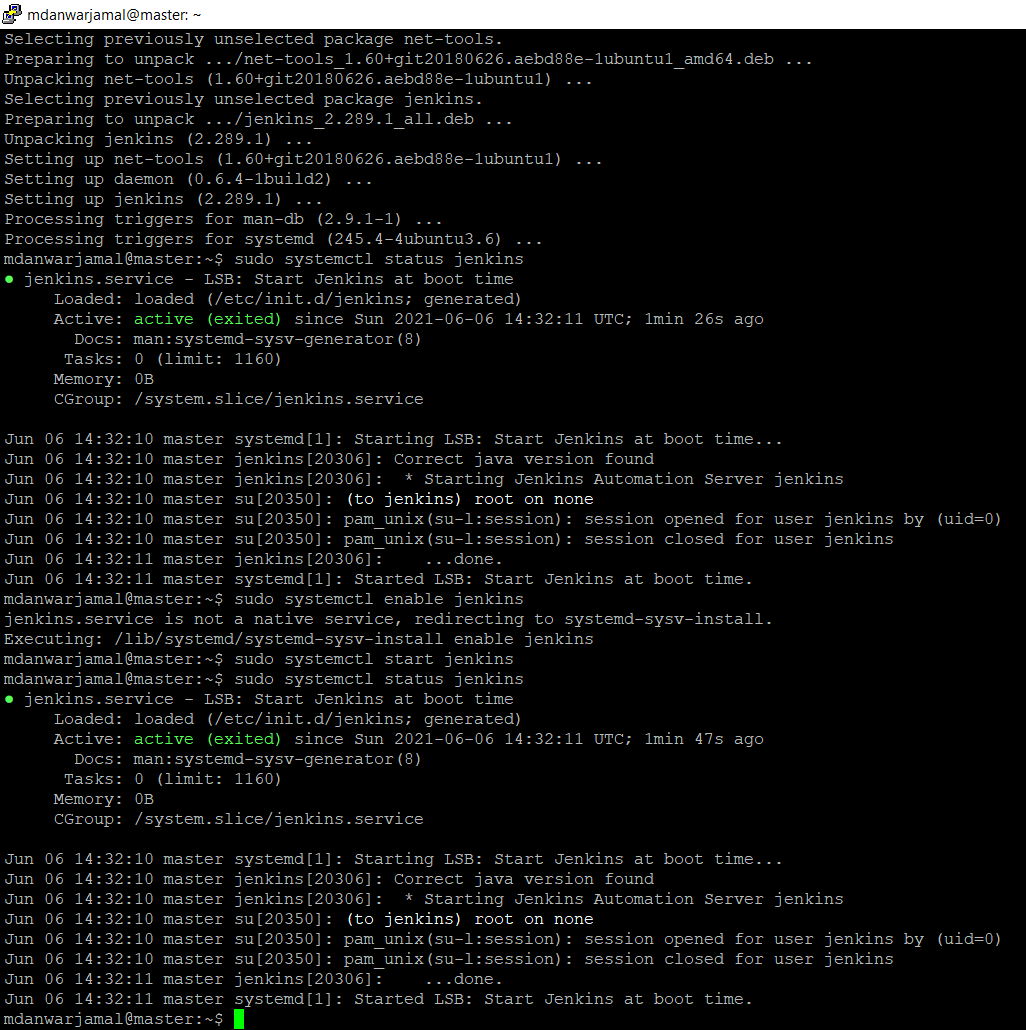 mdanwarjamal@master: ~
Selecting previously unselected package net-tools.
Preparing to unpack .../net-tools_1.60+git20180626.aebd88e-1ubuntu1_amd64.deb ...
Unpacking net-tools (1.60+git20180626.aebd88e-1ubuntu1) ...
Selecting previously unselected package jenkins.
Preparing to unpack .../jenkins_2.289.1_all.deb ...
Unpacking jenkins (2.289.1) ...
Setting up net-tools (1.60+git20180626.aebd88e-1ubuntu1) ...
Setting up daemon (0.6.4-1build2) ...
Setting up jenkins (2.289.1) ...
Processing triggers for man-db (2.9.1-1) ...
Processing triggers for systemd (245.4-4ubuntu3.6) ...
mdanwarjamal@master:~$ sudo systemctl status jenkins
● jenkins.service - LSB: Start Jenkins at boot time
     Loaded: loaded (/etc/init.d/jenkins; generated)
     Active: active (exited) since Sun 2021-06-06 14:32:11 UTC; 1min 26s ago
       Docs: man:systemd-sysv-generator(8)
      Tasks: 0 (limit: 1160)
     Memory: 0B
     CGroup: /system.slice/jenkins.service

Jun 06 14:32:10 master systemd[1]: Starting LSB: Start Jenkins at boot time...
Jun 06 14:32:10 master jenkins[20306]: Correct java version found
Jun 06 14:32:10 master jenkins[20306]:  * Starting Jenkins Automation Server jenkins
Jun 06 14:32:10 master su[20350]: (to jenkins) root on none
Jun 06 14:32:10 master su[20350]: pam_unix(su-l:session): session opened for user jenkins by (uid=0)
Jun 06 14:32:10 master su[20350]: pam_unix(su-l:session): session closed for user jenkins
Jun 06 14:32:11 master jenkins[20306]:    ...done.
Jun 06 14:32:11 master systemd[1]: Started LSB: Start Jenkins at boot time.
mdanwarjamal@master:~$ sudo systemctl enable jenkins
jenkins.service is not a native service, redirecting to systemd-sysv-install.
Executing: /lib/systemd/systemd-sysv-install enable jenkins
mdanwarjamal@master:~$ sudo systemctl start jenkins
mdanwarjamal@master:~$ sudo systemctl status jenkins
● jenkins.service - LSB: Start Jenkins at boot time
     Loaded: loaded (/etc/init.d/jenkins; generated)
     Active: active (exited) since Sun 2021-06-06 14:32:11 UTC; 1min 47s ago
       Docs: man:systemd-sysv-generator(8)
      Tasks: 0 (limit: 1160)
     Memory: 0B
     CGroup: /system.slice/jenkins.service

Jun 06 14:32:10 master systemd[1]: Starting LSB: Start Jenkins at boot time...
Jun 06 14:32:10 master jenkins[20306]: Correct java version found
Jun 06 14:32:10 master jenkins[20306]:  * Starting Jenkins Automation Server jenkins
Jun 06 14:32:10 master su[20350]: (to jenkins) root on none
Jun 06 14:32:10 master su[20350]: pam_unix(su-l:session): session opened for user jenkins by (uid=0)
Jun 06 14:32:10 master su[20350]: pam_unix(su-l:session): session closed for user jenkins
Jun 06 14:32:11 master jenkins[20306]:    ...done.
Jun 06 14:32:11 master systemd[1]: Started LSB: Start Jenkins at boot time.
mdanwarjamal@master:~$